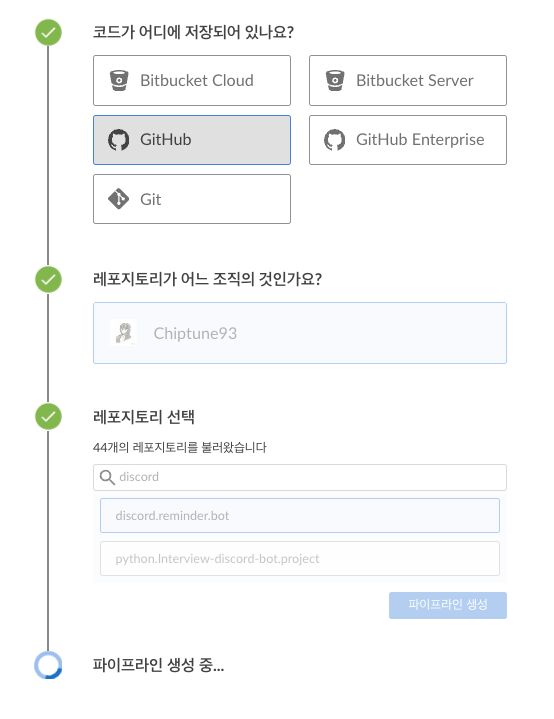 코드가 어디에 저장되어 있나요?
Bitbucket Cloud
Bitbucket Server
GitHub
GitHub Enterprise
Git
레포지토리가 어느 조직의 것인가요?
Chiptune93
레포지토리 선택
44개의 레포지토리를 불러왔습니다
discord
discord.reminder.bot
python.Interview-discord-bot.project
파이프라인 생성
파이프라인 생성 중...